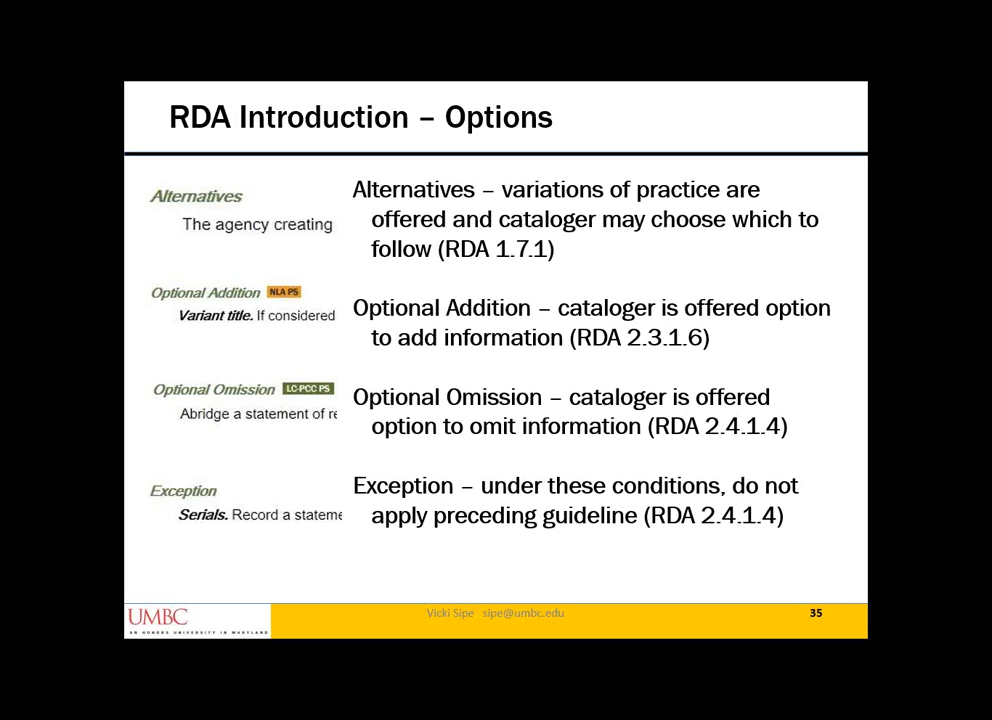 RDA Introduction – Options
Alternatives
The agency creating
Optional Addition NLA PS
Variant title. If considered
Optional Omission LC-PCC PS
Abridge a statement of re
Exception
Serials. Record a stateme
Alternatives – variations of practice are
offered and cataloger may choose which to
follow (RDA 1.7.1)
Optional Addition – cataloger is offered option
to add information (RDA 2.3.1.6)
Optional Omission – cataloger is offered
option to omit information (RDA 2.4.1.4)
Exception – under these conditions, do not
apply preceding guideline (RDA 2.4.1.4)
UMBC
AN HONORS UNIVERSITY IN MARYLAND
Vicki Sipe sipe@umbc.edu
35